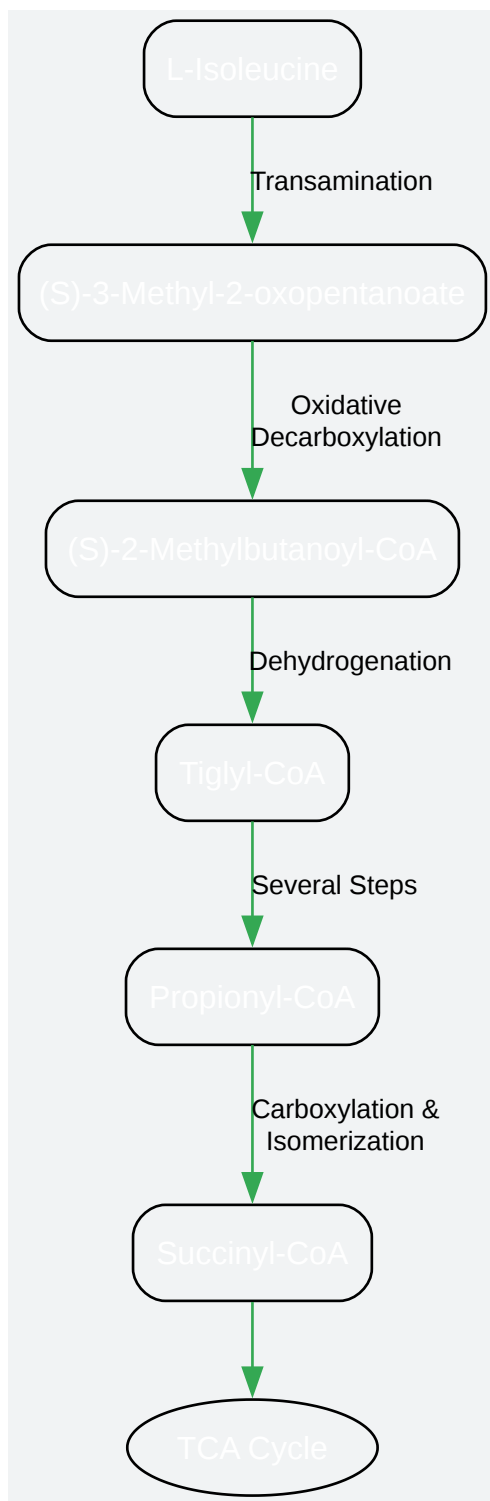 L-Isoleucine
Transamination
(S)-3-Methyl-2-oxopentanoate
Oxidative
Decarboxylation
(S)-2-Methylbutanoyl-CoA
Dehydrogenation
Tiglyl-CoA
Several Steps
Propionyl-CoA
Carboxylation &
Isomerization
Succinyl-CoA
TCA Cycle